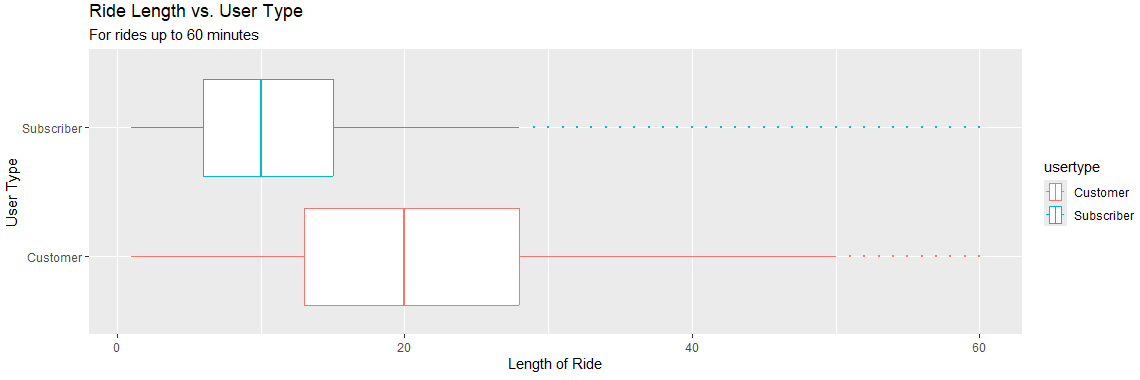 Ride Length vs. User Type
For rides up to 60 minutes
User Type
Subscriber
Customer
0
20
40
60
Length of Ride
usertype
Customer
Subscriber